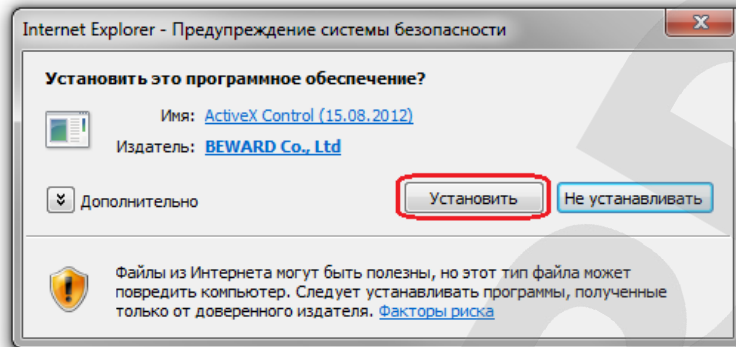 Internet Explorer - Предупреждение системы безопасности
Установить это программное обеспечение?
Имя: ActiveX Control (15.08.2012)
Издатель: BEWARD Co., Ltd
Дополнительно Установить Не устанавливать
Файлы из Интернета могут быть полезны, но этот тип файла может
повредить компьютер. Следует устанавливать программы, полученные
только от доверенного издателя. Факторы риска